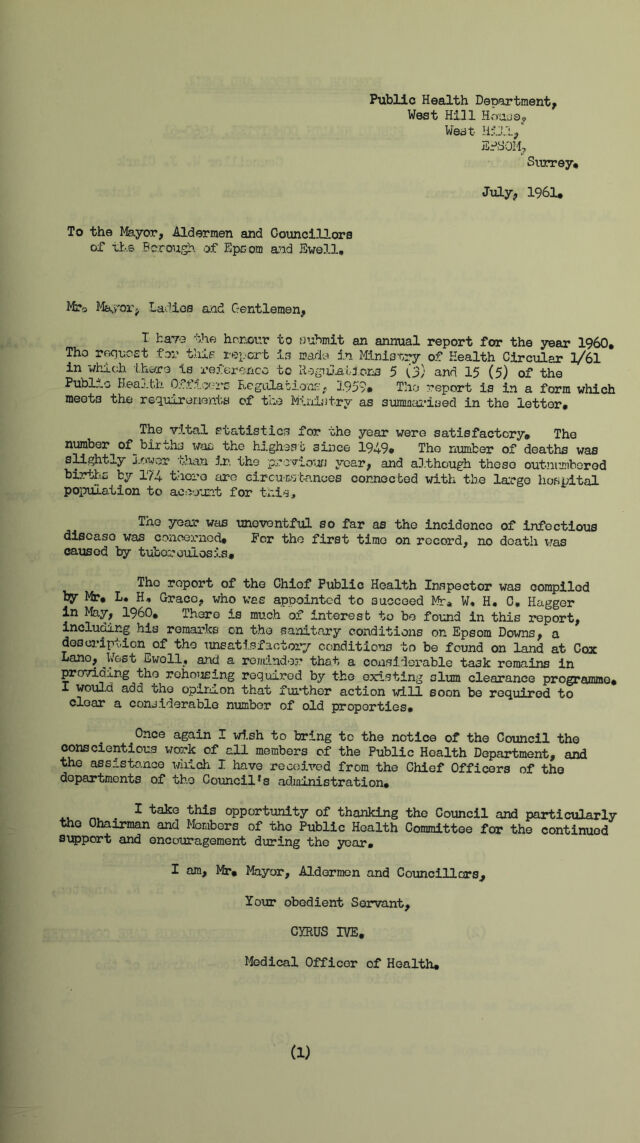 Public Health Department,
West Hill House,
West Hill,
EPSOM,
Surrey.
July, 1961.
To the Mayor, Aldermen and Councillors
of the Borough of Epsom and Ewell.
Mr. Mayor, Ladies and Gentlemen,
I have the honour to submit an annual report for the year 1960.
The request for this report is made in Ministry of Health Circular 1/61
in which there is reference to Regulations 5 (3) and 15 (5) of the
Public Health Officers Regulations, 1959. The report is in a form which
meets the requirements of the Ministry as summarised in the letter.
The vital statistics for the year were satisfactory. The
number of births was the highest since 1949. The number of deaths was
slightly lower than in the previous year, and although these outnumbered
births by 174 there are circumstances connected with the large hospital
population to account for this.
The year was uneventful so far as the incidence of infectious
disease was concerned. For the first time on record, no death was
caused by tuberculosis.
The report of the Chief Public Health Inspector was compiled
by Mr. L. H. Grace, who was appointed to succeed Mr. W. H. C. Hagger
in May, 1960. There is much of interest to be found in this report,
including his remarks on the sanitary conditions on Epsom Downs, a
description of the unsatisfactory conditions to be found on land at Cox
Lane, West Ewell, and a reminder that a considerable task remains in
providing the rehousing required by the existing slum clearance programme.
I would add the opinion that further action will soon be required to
clear a considerable number of old properties.
Once again I wish to bring to the notice of the Council the
conscientious work of all members of the Public Health Department, and
the assistance which I have received from the Chief Officers of the
departments of the Council's administration.
I take this opportunity of thanking the Council and particularly
the Chairman and Members of the Public Health Committee for the continued
support and encouragement during the year.
I am, Mr. Mayor, Aldermen and Councillors,
Your obedient Servant,
CYRUS IVE.
Medical Officer of Health.
(1)